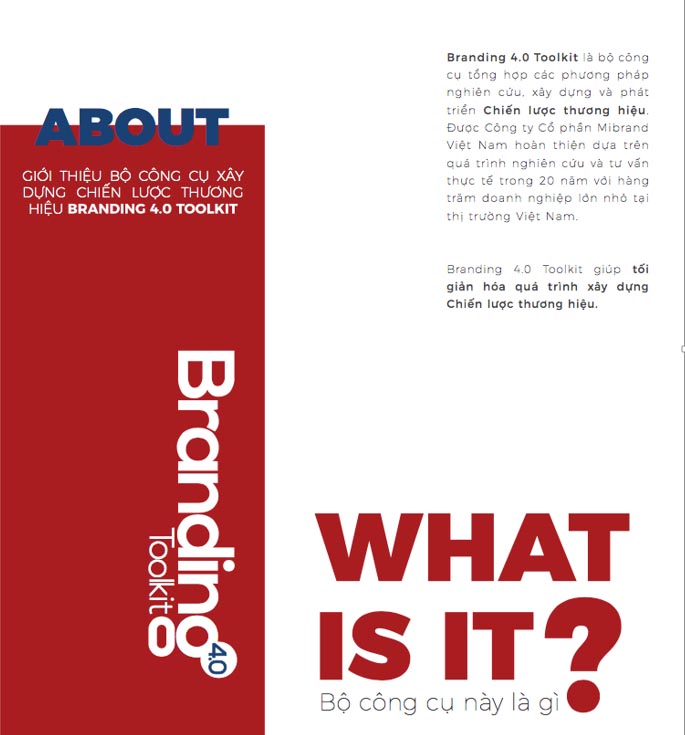 ABOUT
GIỚI THIỆU BỘ CÔNG CỤ XÂY
DỰNG CHIẾN LƯỢC THƯƠNG
HIỆU BRANDING 4.0 TOOLKIT
Branding 4.0
Toolkit
Branding 4.0 Toolkit là bộ công
cụ tổng hợp các phương pháp
nghiên cứu, xây dựng và phát
triển Chiến lược thương hiệu.
Được Công ty Cổ phần Mibrand
Việt Nam hoàn thiện dựa trên
quá trình nghiên cứu và tư vấn
thực tế trong 20 năm với hàng
trăm doanh nghiệp lớn nhỏ tại
thị trường Việt Nam.
Branding 4.0 Toolkit giúp tối
giản hóa quá trình xây dựng
Chiến lược thương hiệu.
WHAT
IS IT?
Bộ công cụ này là gì